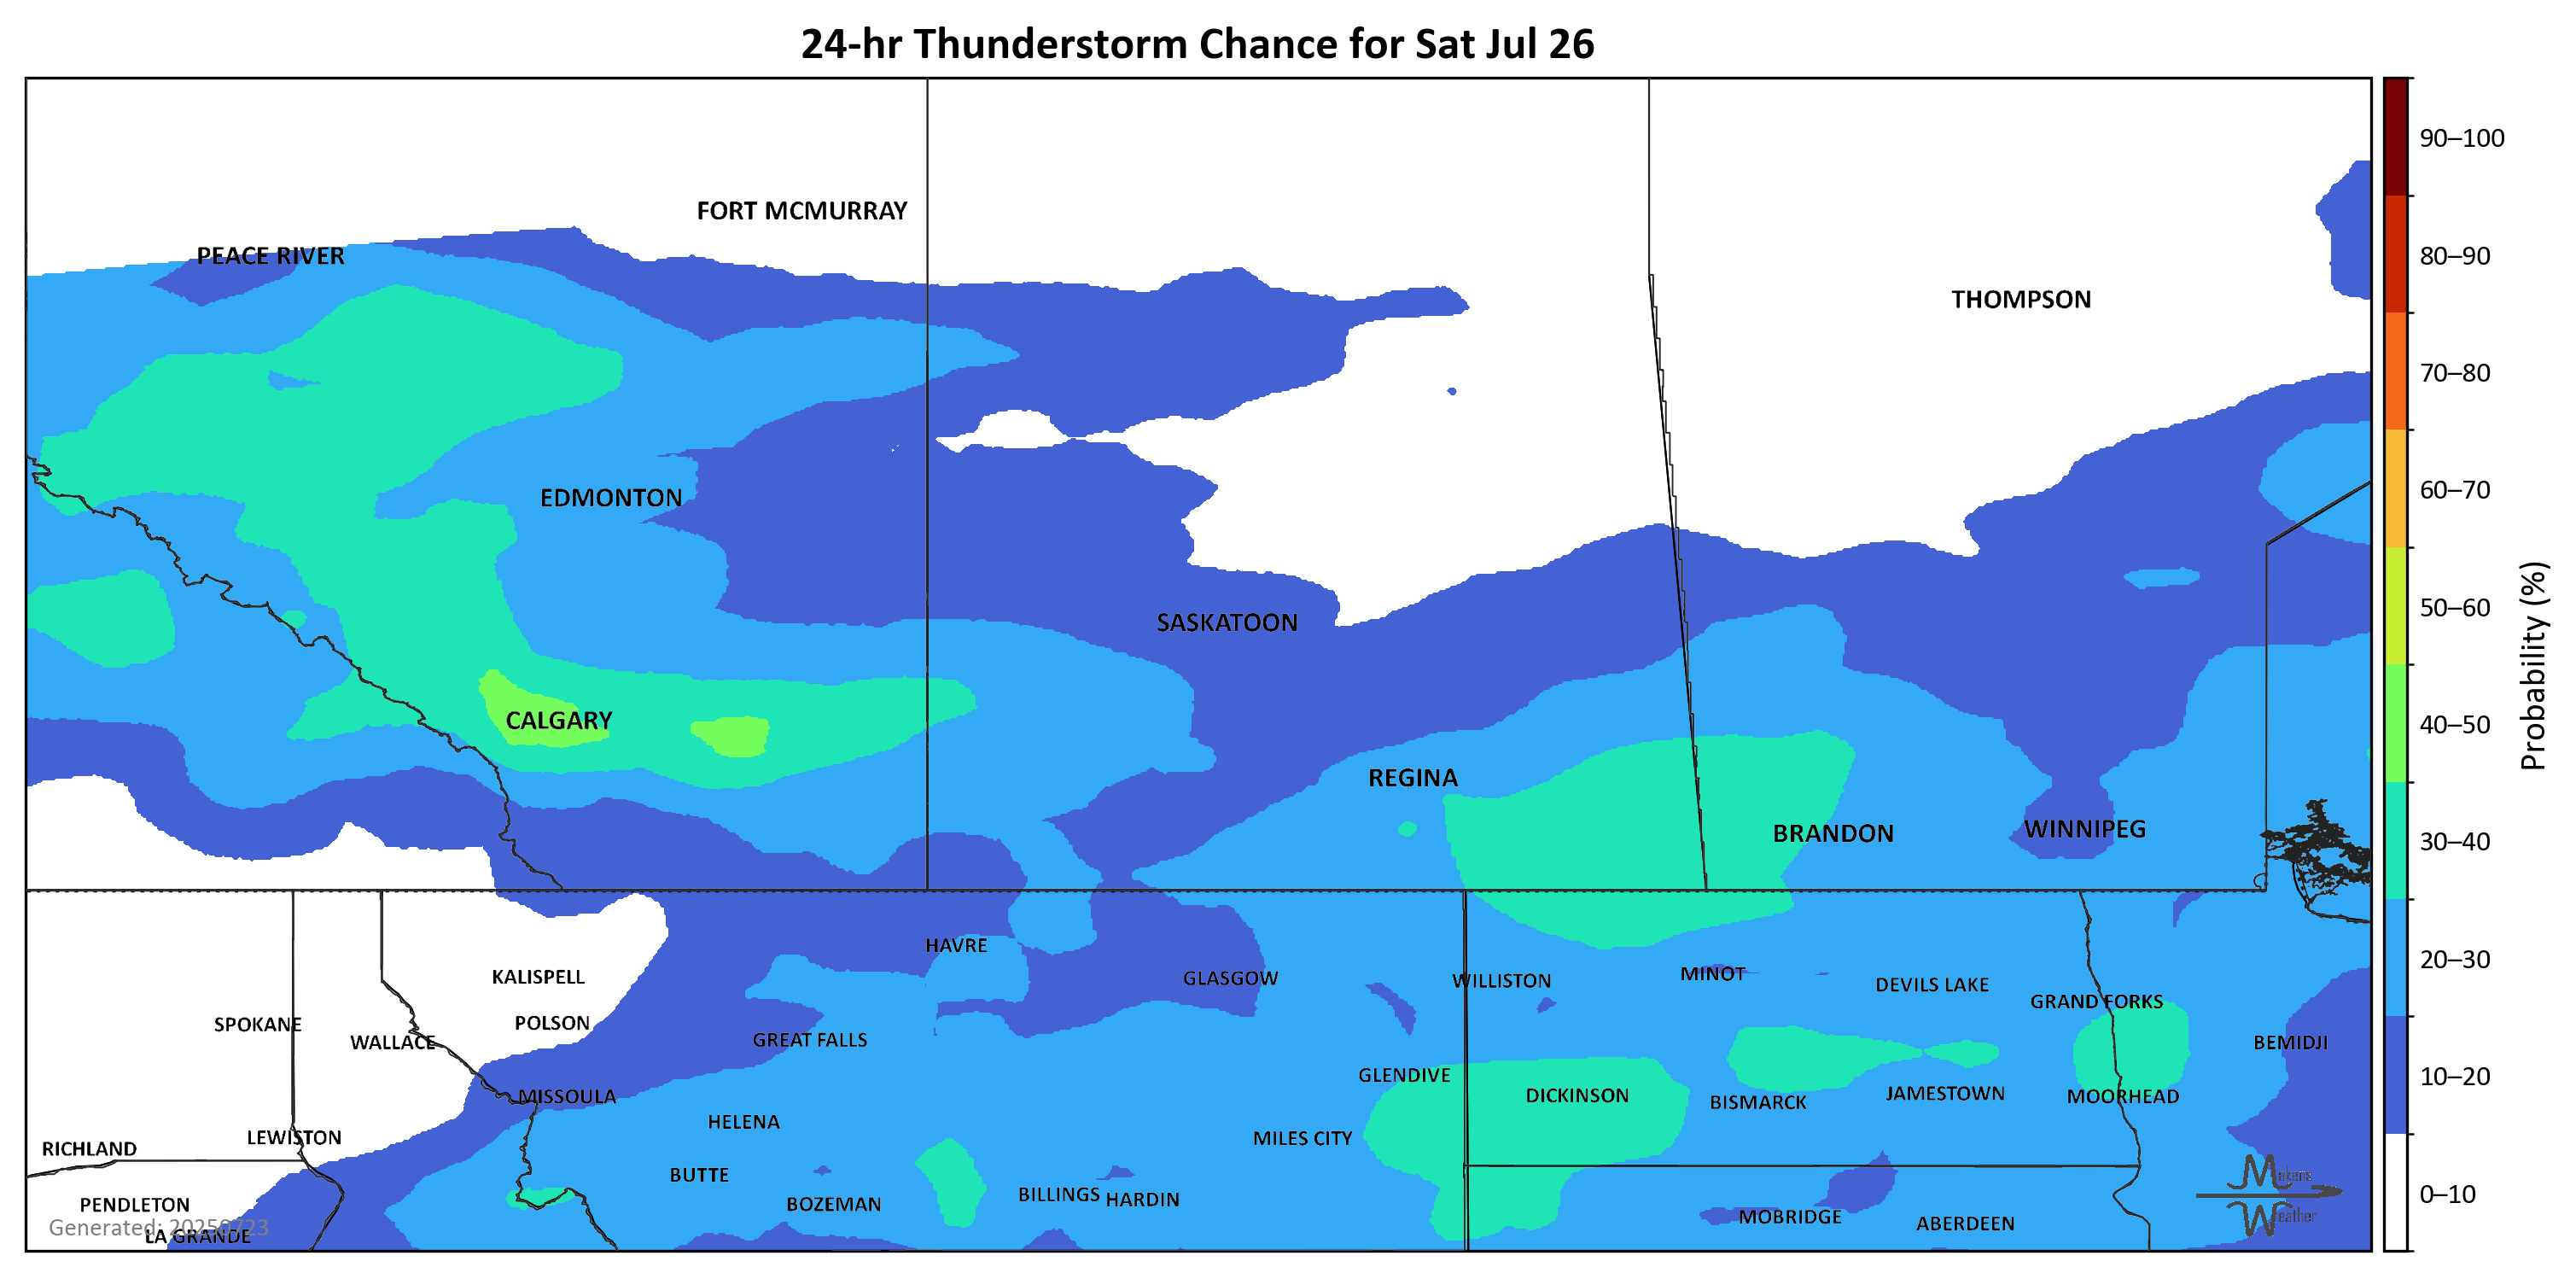 24-hr Thunderstorm Chance for Sat Jul 26
90–100
FORT MCMURRAY
PEACE RIVER
80–90
THOMPSON
70–80
EDMONTON
60–70
SASKATOON
50–60
CALGARY
40–50
Probability (%)
REGINA
BRANDON
WINNIPEG
30–40
HAVRE
KALISPELL
GLASGOW
WILLISTON
MINOT
DEVILS LAKE
20–30
GRAND FORKS
SPOKANE
POLSON
WALLACE
GREAT FALLS
BEMIDJI
GLENDIVE
10–20
MISSOULA
DICKINSON
BISMARCK
JAMESTOWN
MOORHEAD
HELENA
LEWISTON
MILES CITY
RICHLAND
BUTTE
Mekens
Weather
BILLINGS
HARDIN
0–10
PENDLETON
BOZEMAN
MOBRIDGE
ABERDEEN
Generated: 20250723
LA GRANDE